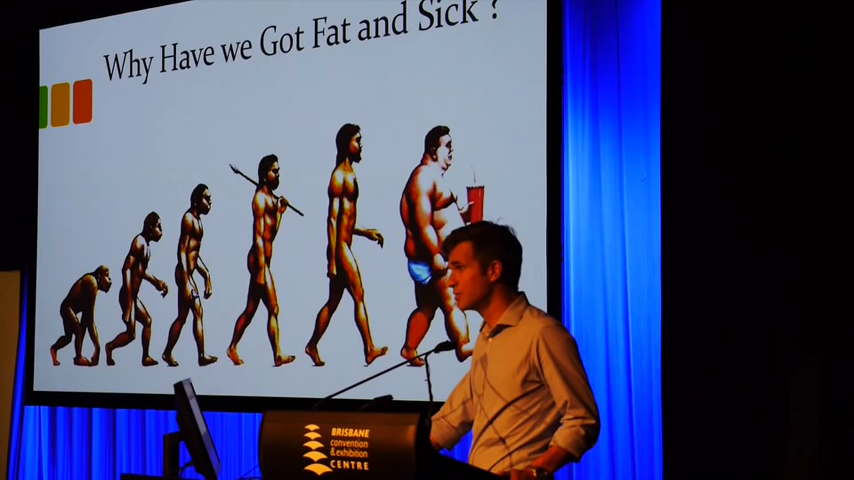 Why Have we Got Fat and Sick ?
BRISBANE
convention
& exhibition
CENTRE